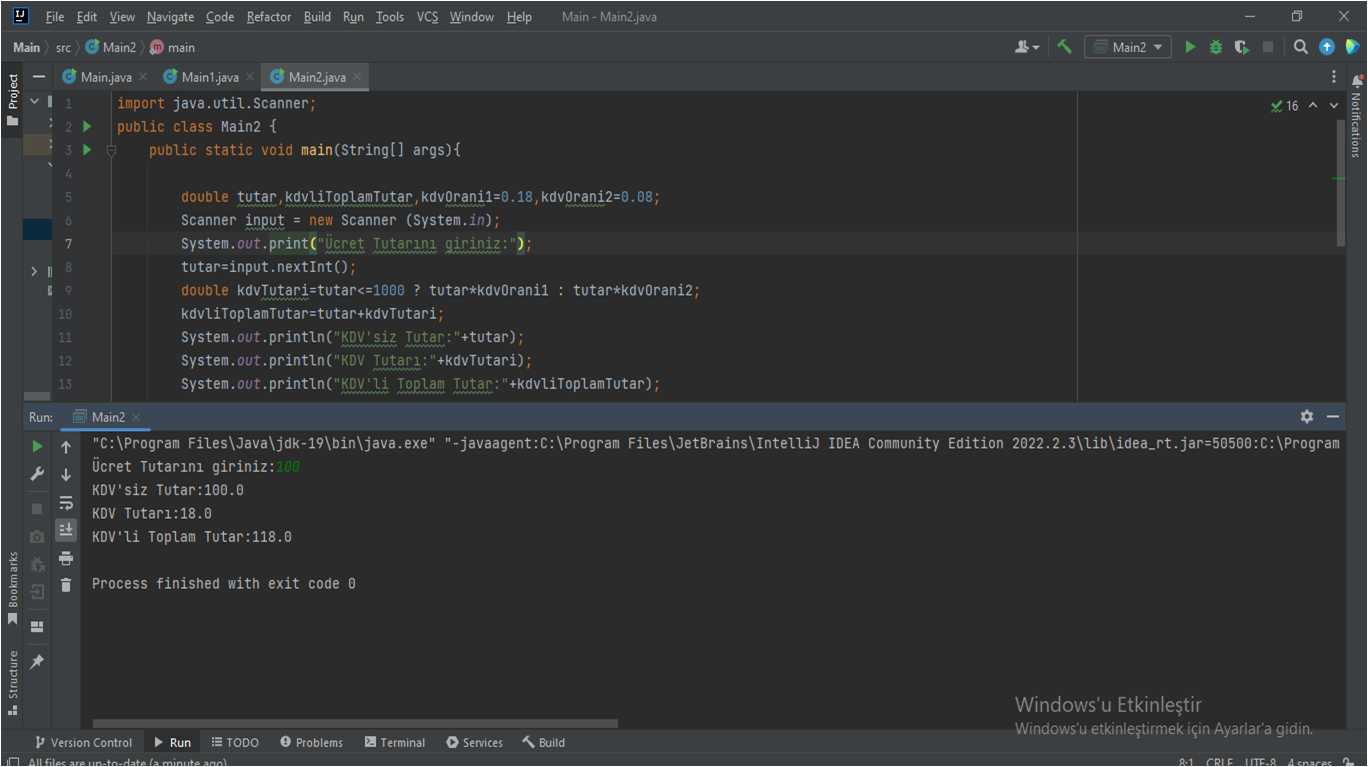 File Edit View Navigate Code Refactor Build Run Tools VCS Window Help Main - Main2.java
Main src Main2 main Main2
Project Main.java Main1.java Main2.java
Notifications
16
1 import java.util.Scanner;
2 public class Main2 {
3 public static void main(String[] args){
4
5 double tutar,kdvliToplamTutar,kdvOrani1=0.18,kdvOrani2=0.08;
6 Scanner input = new Scanner (System.in);
7 System.out.print("Ücret Tutarını giriniz:");
8 tutar=input.nextInt();
9 double kdvTutari=tutar<=1000 ? tutar*kdvOrani1 : tutar*kdvOrani2;
10 kdvliToplamTutar=tutar+kdvTutari;
11 System.out.println("KDV'siz Tutar:"+tutar);
12 System.out.println("KDV Tutarı:"+kdvTutari);
13 System.out.println("KDV'li Toplam Tutar:"+kdvliToplamTutar);
Run: Main2
"C:\Program Files\Java\jdk-19\bin\java.exe" "-javaagent:C:\Program Files\JetBrains\IntelliJ IDEA Community Edition 2022.2.3\lib\idea_rt.jar=50500:C:\Program
Ücret Tutarını giriniz:100
KDV'siz Tutar:100.0
KDV Tutarı:18.0
KDV'li Toplam Tutar:118.0
Process finished with exit code 0
Bookmarks
Structure
Windows'u Etkinleştir
Windows'u etkinleştirmek için Ayarlar'a gidin.
Version Control Run TODO Problems Terminal Services Build
All files are up-to-date (a minute ago) 8:1 CRLF UTF-8 4 spaces